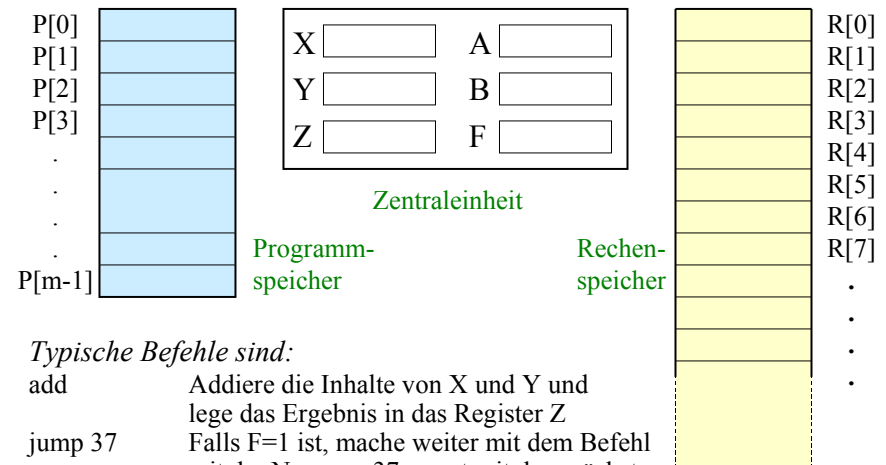 P[0]
P[1]
P[2]
P[3]
.
.
.
.
P[m-1]
X A
Y B
Z F
Zentraleinheit
Programm-
speicher
Rechen-
speicher
R[0]
R[1]
R[2]
R[3]
R[4]
R[5]
R[6]
R[7]
.
.
.
.
Typische Befehle sind:
add Addiere die Inhalte von X und Y und
lege das Ergebnis in das Register Z
jump 37 Falls F=1 ist, mache weiter mit dem Befehl